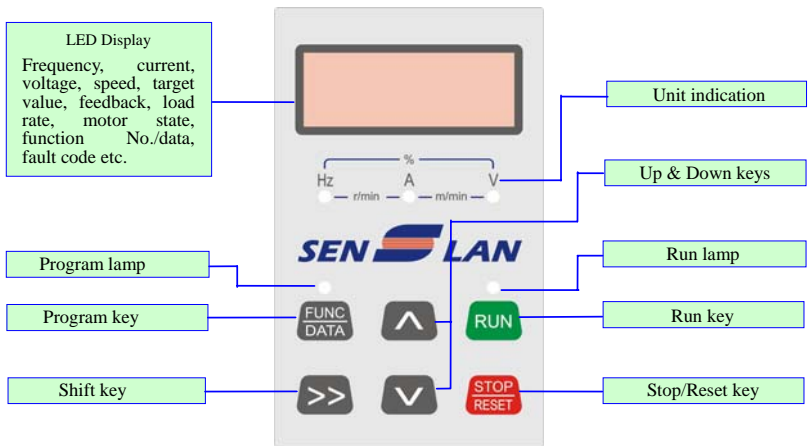 LED Display
Frequency, current,
voltage, speed, target
value, feedback, load
rate, motor state,
function No./data,
fault code etc.
Unit indication
%
Hz A V
r/min m/min
Up & Down keys
SEN LAN
Program lamp
Run lamp
Program key
FUNC
DATA
RUN
Run key
Shift key
>>
STOP
RESET
Stop/Reset key